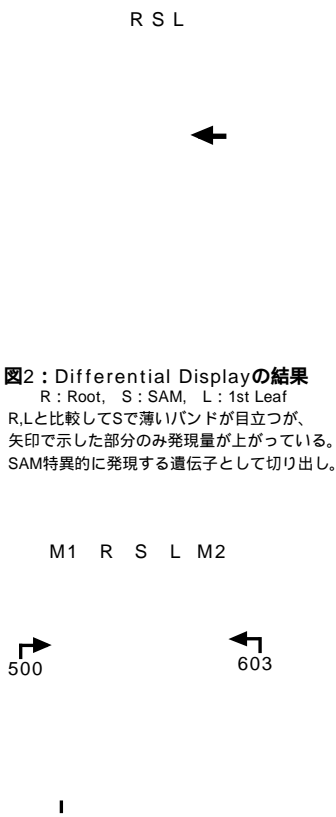 R S L
図2：Differential Displayの結果
R：Root, S：SAM, L：1st Leaf
R,Lと比較してSで薄いバンドが目立つが、
矢印で示した部分のみ発現量が上がっている。
SAM特異的に発現する遺伝子として切り出し。
M1 R S L M2
500 603